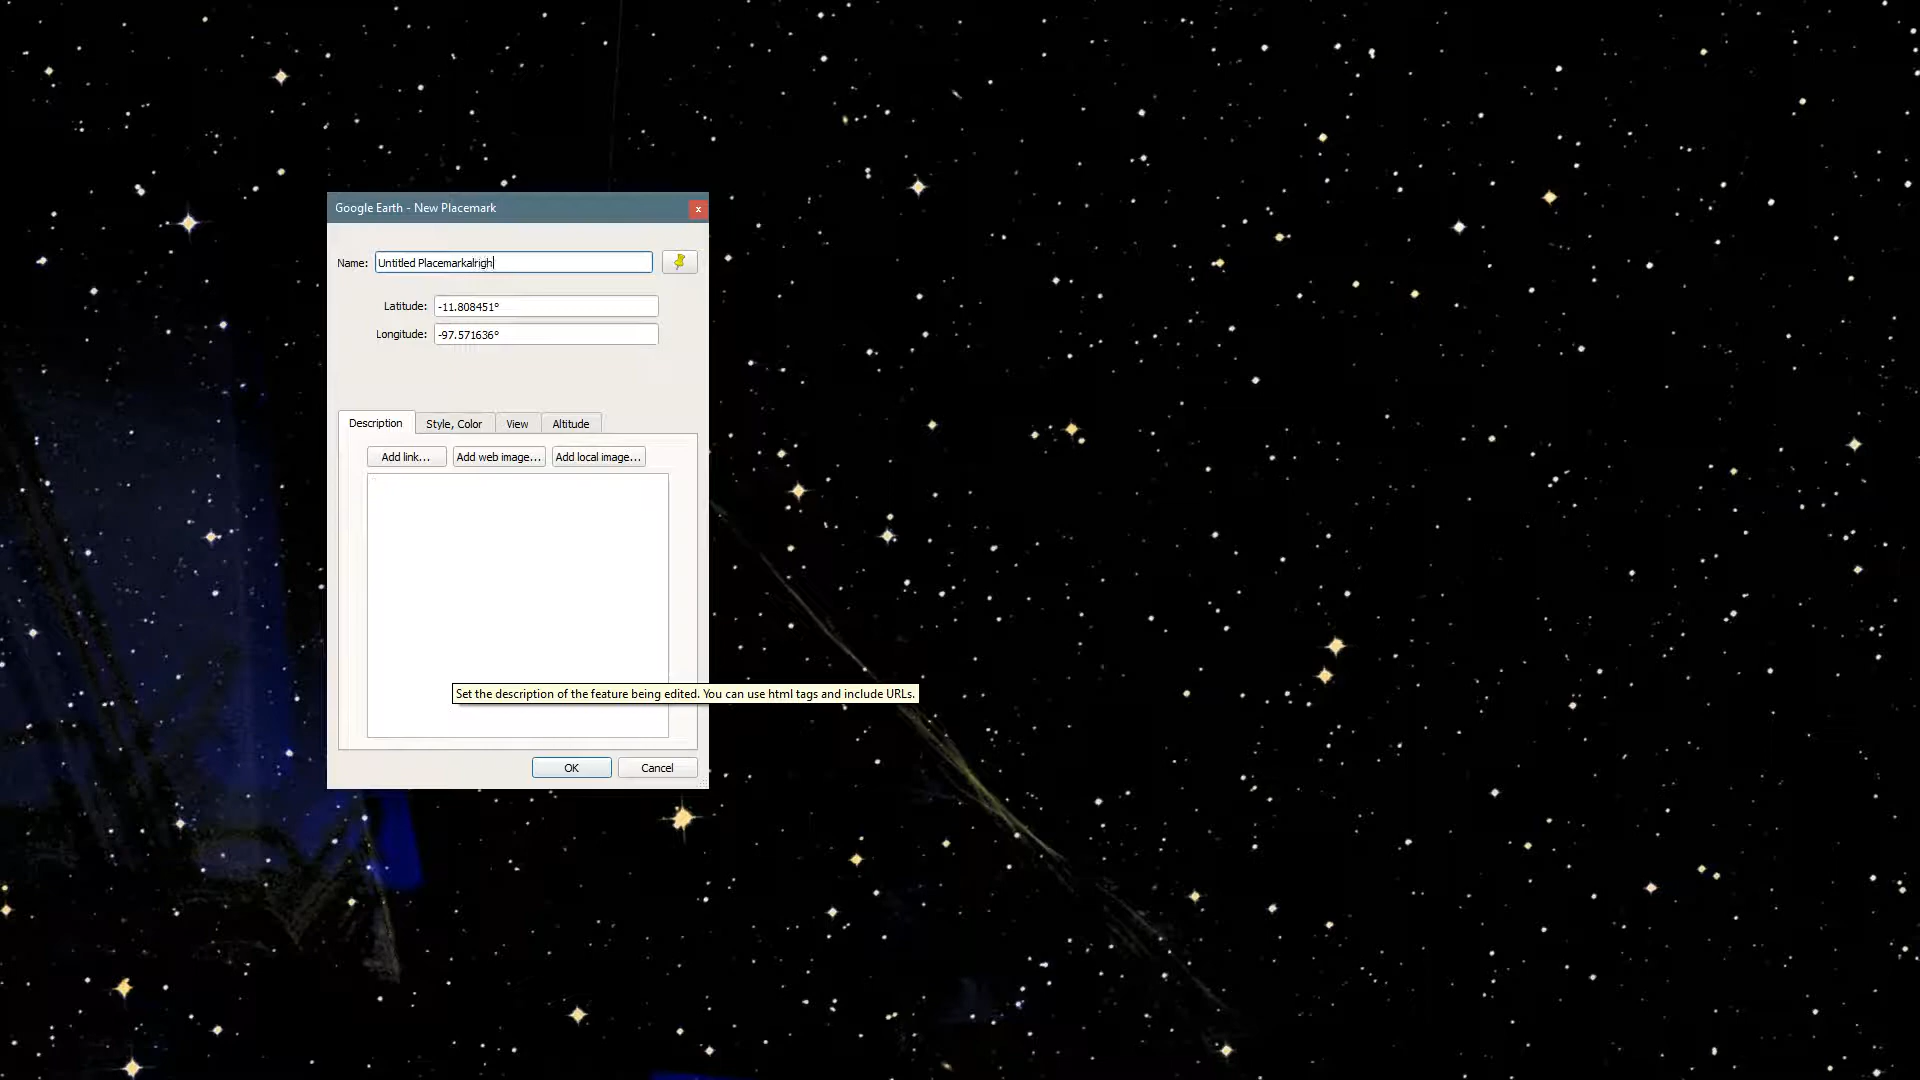 Google Earth - New Placemark
x
Name: Untitled Placemarkalrigh
Latitude: -11.808451°
Longitude: -97.571636°
Description Style, Color View Altitude
Add link... Add web image... Add local image...
Set the description of the feature being edited. You can use html tags and include URLs.
OK Cancel